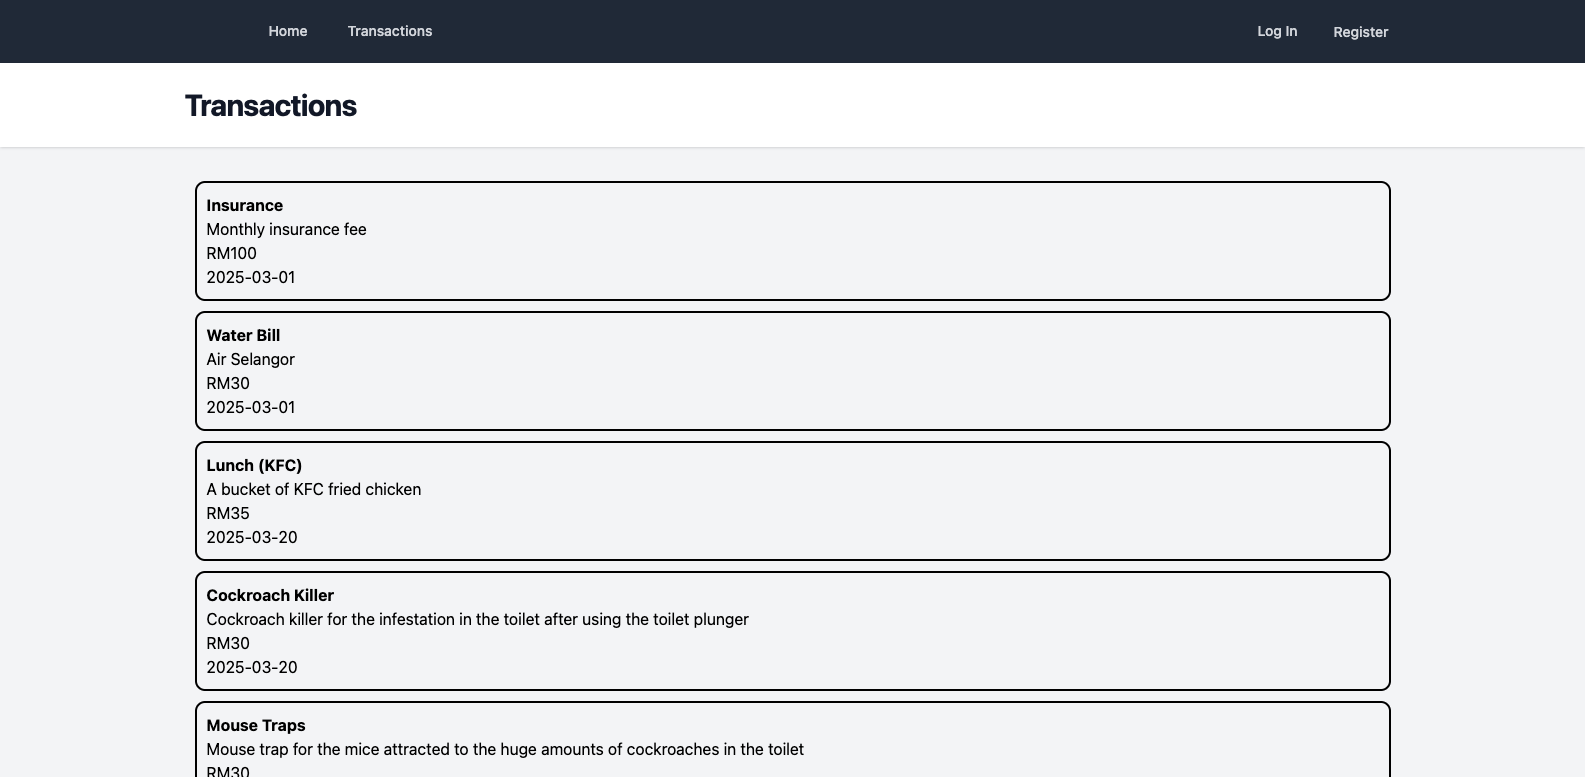 Home
Transactions
Log In
Register
Transactions
Insurance
Monthly insurance fee
RM100
2025-03-01
Water Bill
Air Selangor
RM30
2025-03-01
Lunch (KFC)
A bucket of KFC fried chicken
RM35
2025-03-20
Cockroach Killer
Cockroach killer for the infestation in the toilet after using the toilet plunger
RM30
2025-03-20
Mouse Traps
Mouse trap for the mice attracted to the huge amounts of cockroaches in the toilet
RM30